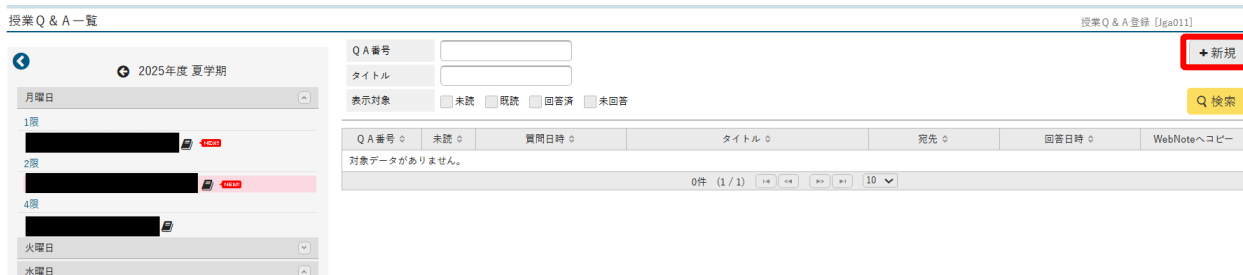 授業Q＆A一覧
授業Q＆A登録 [Jga011]
2025年度 夏学期
月曜日
1限
NEW!
2限
NEW!
4限
火曜日
水曜日
QA番号
タイトル
表示対象 未読 既読 回答済 未回答
+新規
検索
QA番号 未読 質問日時 タイトル 宛先 回答日時 WebNoteへコピー
対象データがありません。
0件 (1 / 1) 10